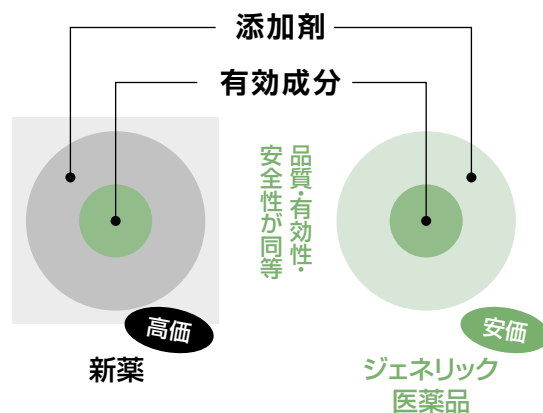 添加剤
有効成分
品質・有効性・
安全性が同等
高価
安価
新薬
ジェネリック
医薬品